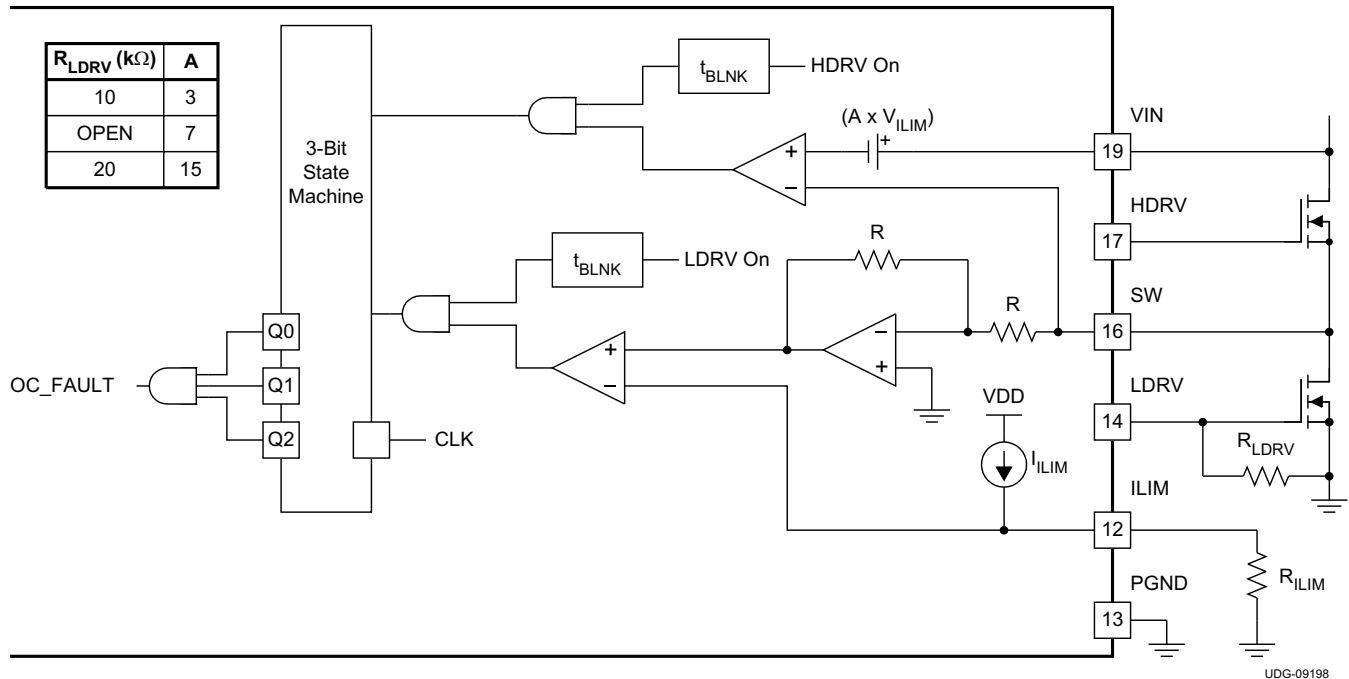 R_LDRV (kΩ) A
10 3
OPEN 7
20 15
3-Bit
State
Machine
t_BLNK
HDRV On
(A x V_ILIM)
+
+
−
VIN
19
HDRV
17
t_BLNK
LDRV On
R
R
SW
16
−
+
+
−
LDRV
14
R_LDRV
VDD
I_ILIM
ILIM
12
R_ILIM
PGND
13
Q0
Q1
Q2
OC_FAULT
CLK
UDG-09198